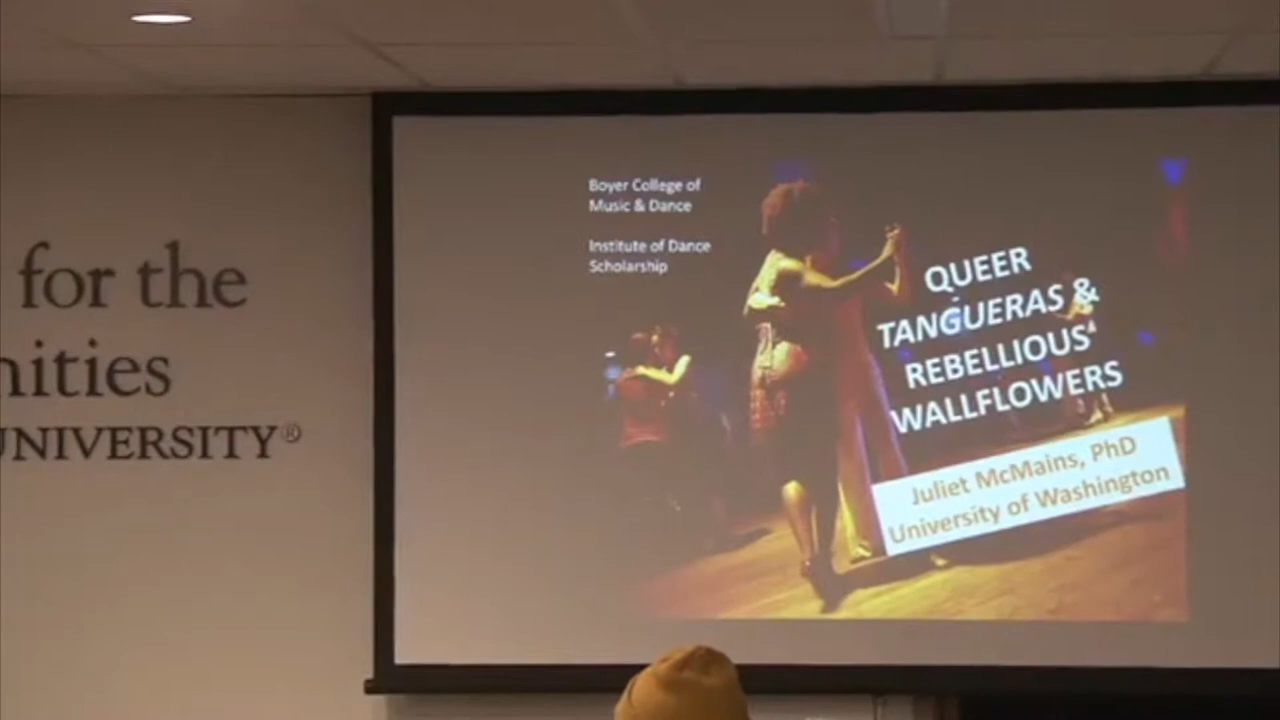 for the
nities
UNIVERSITY®
Boyer College of
Music & Dance
Institute of Dance
Scholarship
QUEER
TANGUERAS &
REBELLIOUS
WALLFLOWERS
Juliet McMains, PhD
University of Washington